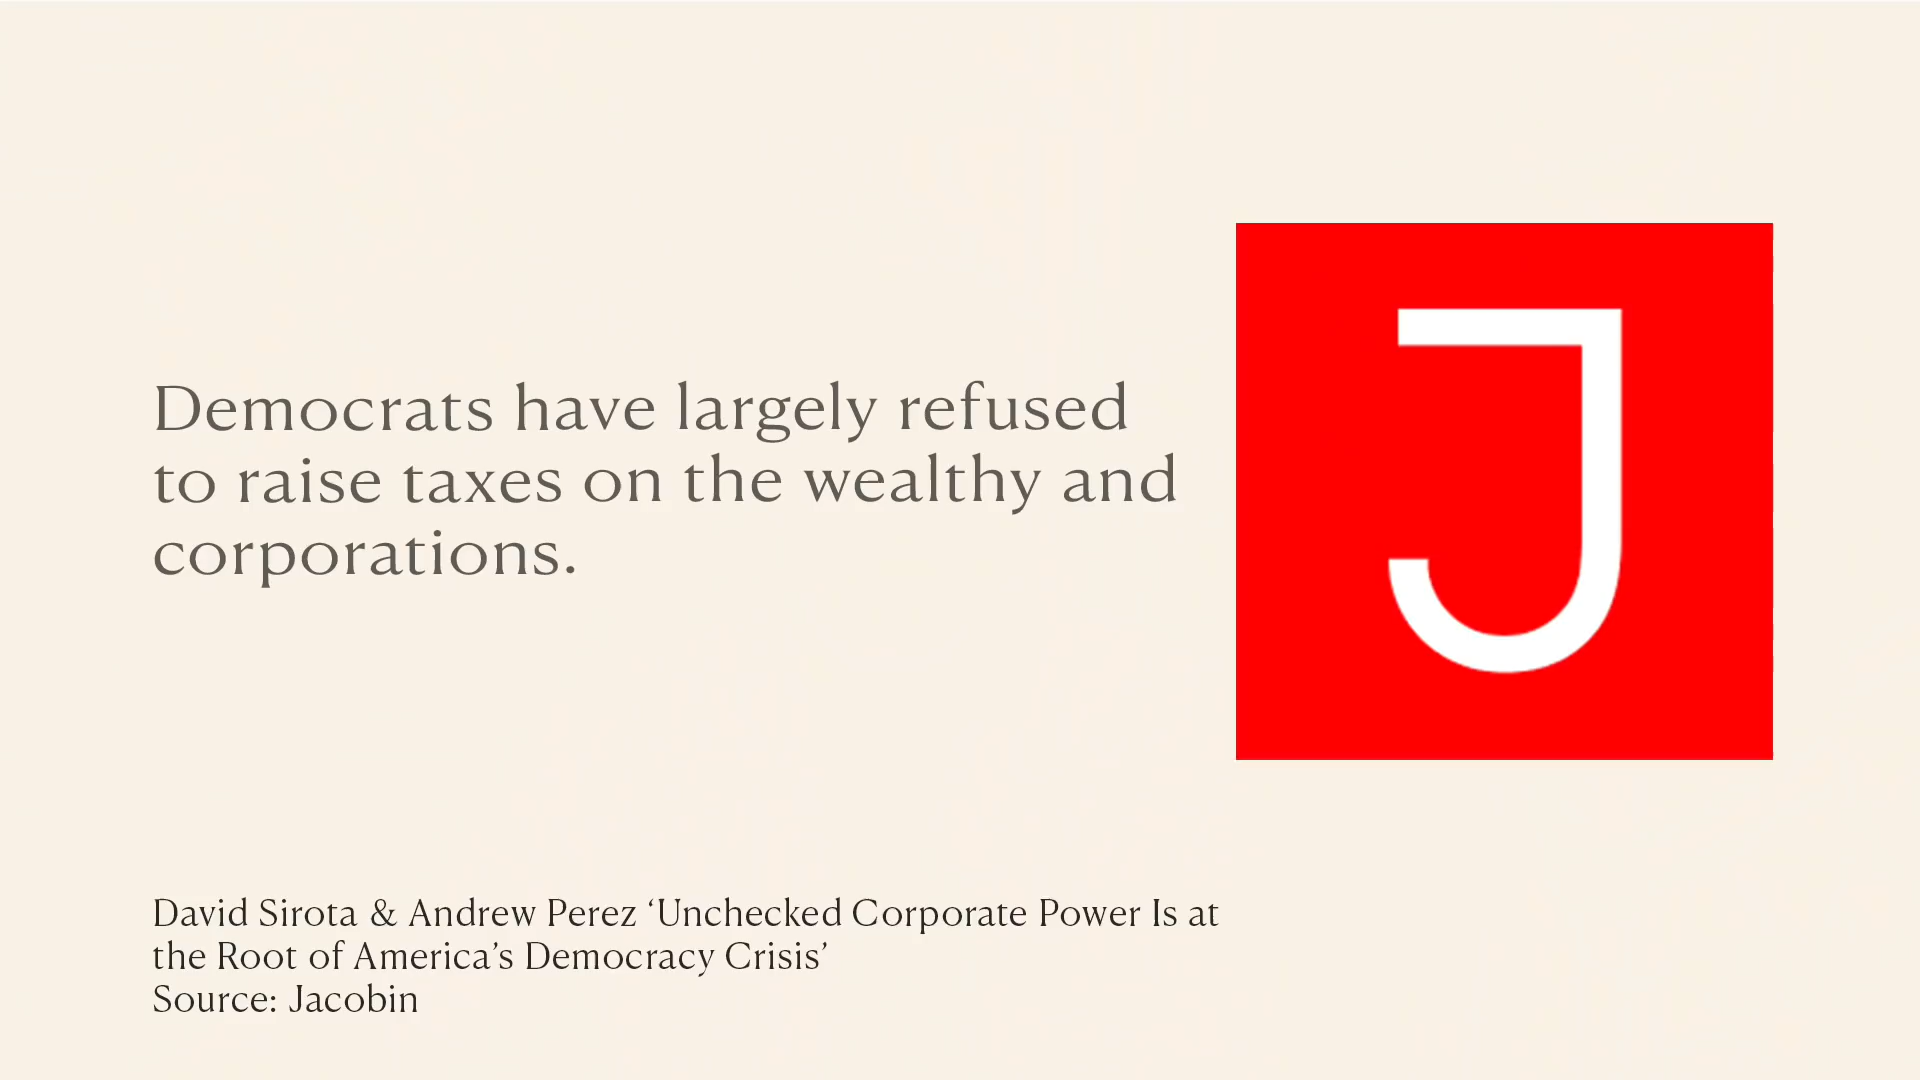 Democrats have largely refused
to raise taxes on the wealthy and
corporations.
J
David Sirota & Andrew Perez ‘Unchecked Corporate Power Is at
the Root of America’s Democracy Crisis’
Source: Jacobin